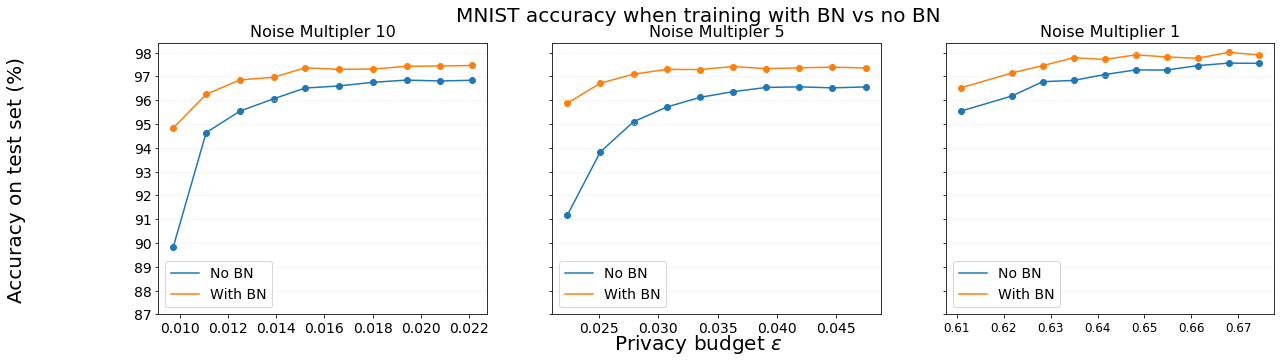 MNIST accuracy when training with BN vs no BN
Noise Multipler 10
Noise Multipler 5
Noise Multiplier 1
Accuracy on test set (%)
98
97
96
95
94
93
92
91
90
89
88
87
No BN
With BN
No BN
With BN
No BN
With BN
0.010 0.012 0.014 0.016 0.018 0.020 0.022
0.025 0.030 0.035 0.040 0.045
0.61 0.62 0.63 0.64 0.65 0.66 0.67
Privacy budget ε